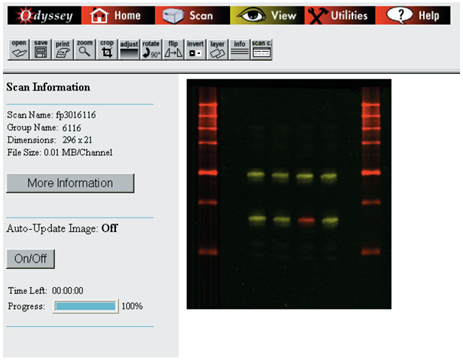 Odyssey Home Scan View Utilities Help
open save print zoom crop adjust rotate flip invert layer info scan c.
90°
Scan Information
Scan Name: fp3016116
Group Name: 6116
Dimensions: 296 x 21
File Size: 0.01 MB/Channel
More Information
Auto-Update Image: Off
On/Off
Time Left: 00:00:00
Progress: 100%